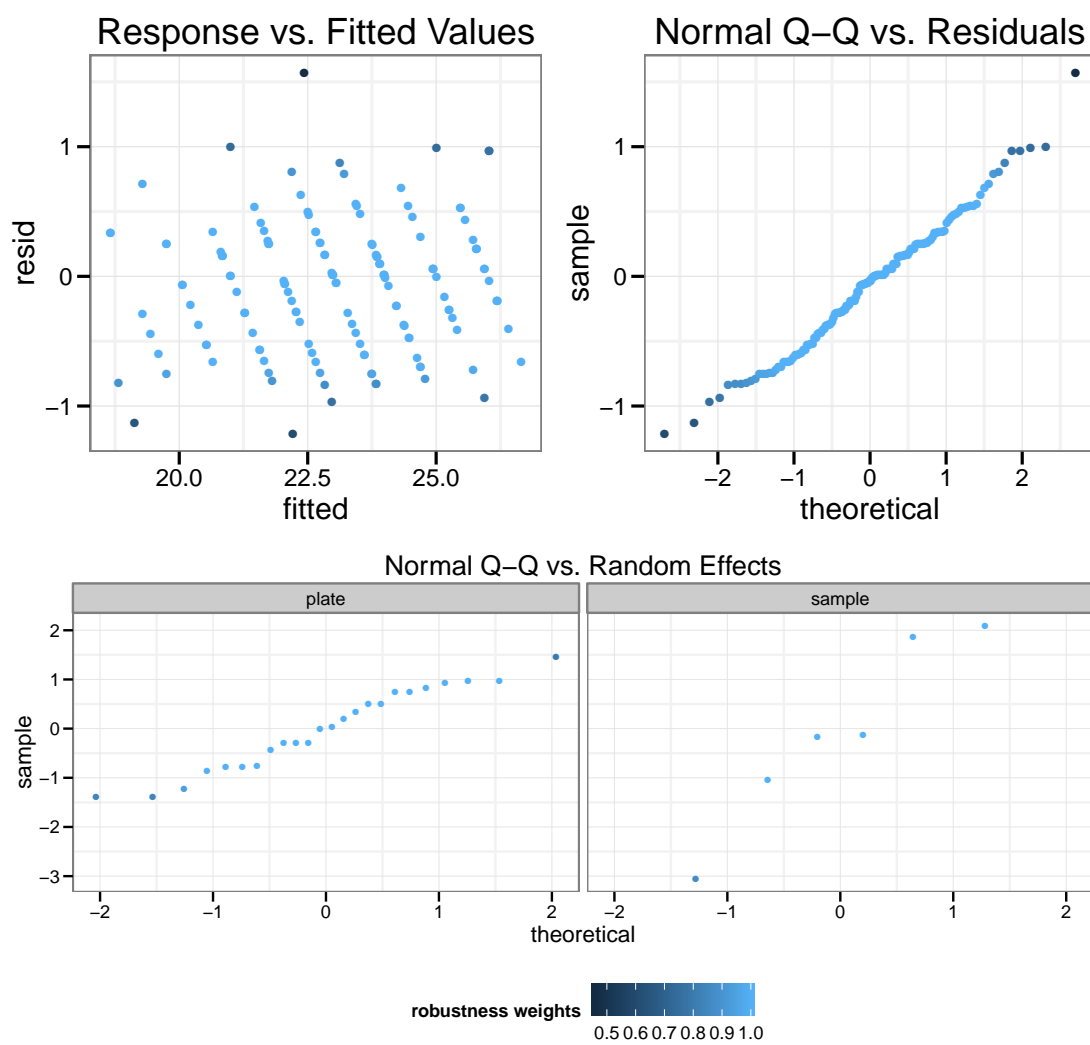 Response vs. Fitted Values
1
0
−1
resid
20.0 22.5 25.0
fitted
Normal Q−Q vs. Residuals
1
0
−1
sample
−2 −1 0 1 2
theoretical
Normal Q−Q vs. Random Effects
plate sample
2
1
0
−1
−2
−3
sample
−2 −1 0 1 2 −2 −1 0 1 2
theoretical
robustness weights
0.5 0.6 0.7 0.8 0.9 1.0